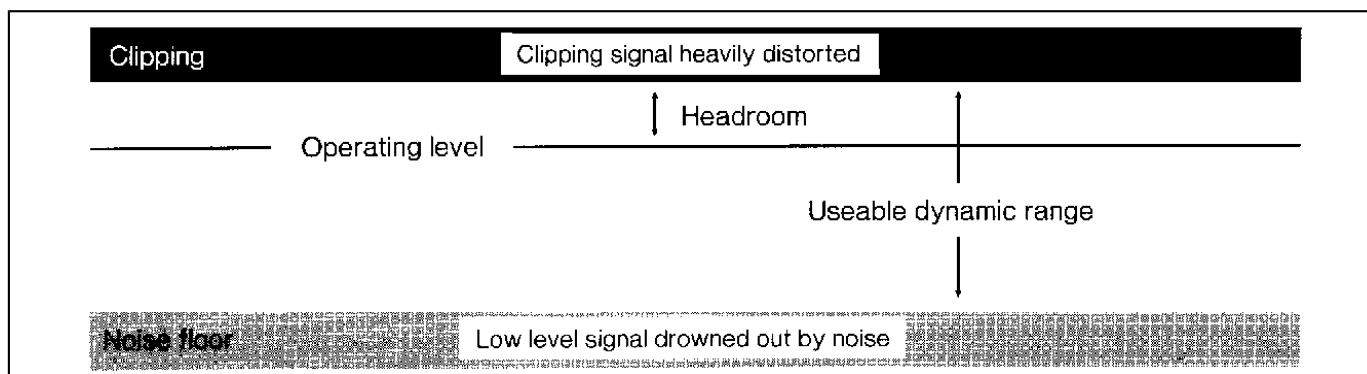 Clipping
Clipping signal heavily distorted
Headroom
Operating level
Useable dynamic range
Noise floor
Low level signal drowned out by noise